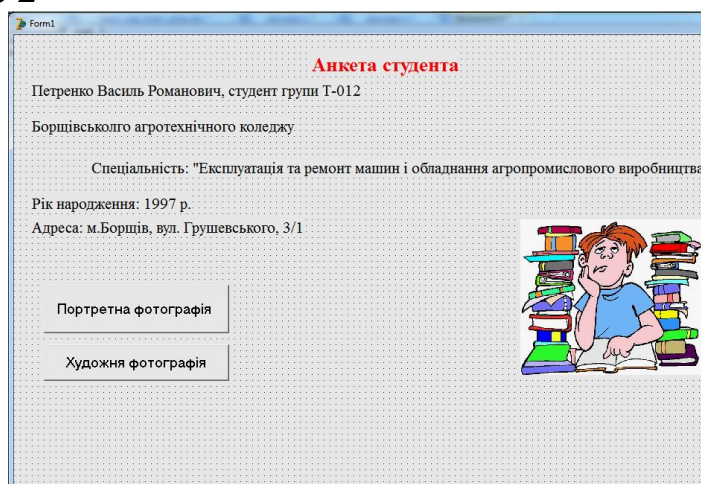 Form1
Анкета студента
Петренко Василь Романович, студент групи Т-012
Борщівськолго агротехнічного коледжу
Спеціальність: "Експлуатація та ремонт машин і обладнання агропромислового виробництва
Рік народження: 1997 р.
Адреса: м.Борщів, вул. Грушевського, 3/1
Портретна фотографія
Художня фотографія